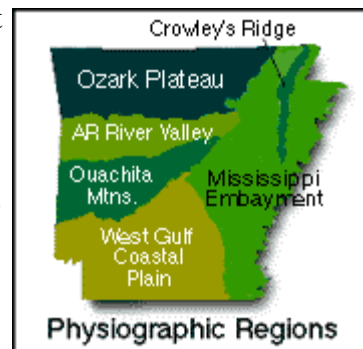 Crowley's Ridge
Ozark Plateau
AR River Valley
Ouachita
Mtns.
Mississippi
Embayment
West Gulf
Coastal
Plain
Physiographic Regions